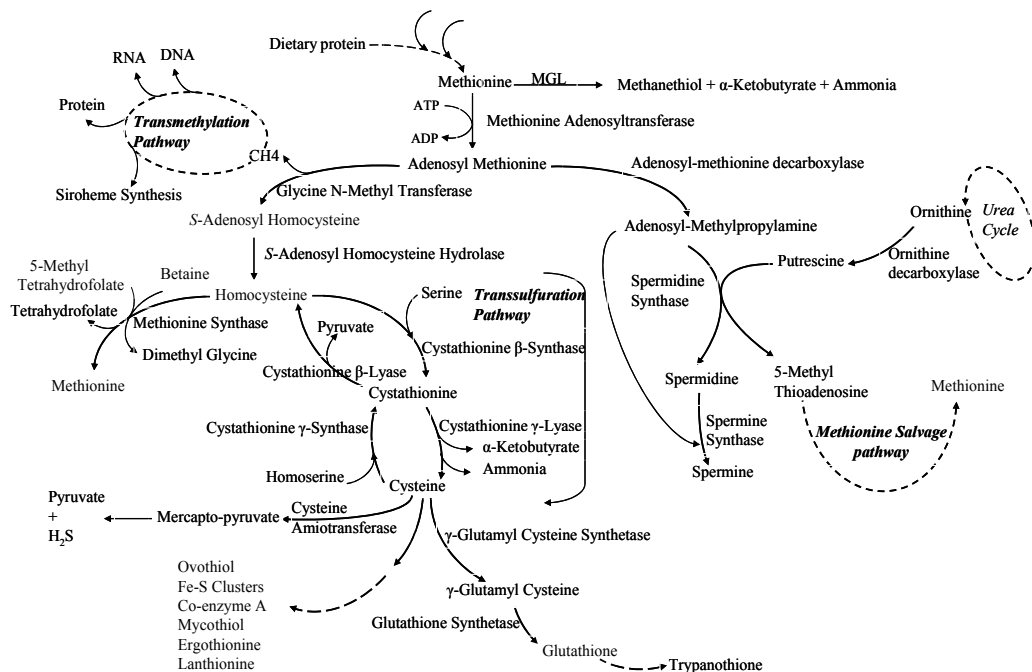 Dietary protein
RNA
DNA
Methionine
MGL
Methanethiol + α-Ketobutyrate + Ammonia
Protein
Transmethylation
Pathway
ATP
ADP
Methionine Adenosyltransferase
CH4
Adenosyl Methionine
Adenosyl-methionine decarboxylase
Siroheme Synthesis
Glycine N-Methyl Transferase
S-Adenosyl Homocysteine
Adenosyl-Methylpropylamine
Ornithine
Urea
Cycle
S-Adenosyl Homocysteine Hydrolase
Putrescine
Ornithine
decarboxylase
5-Methyl
Tetrahydrofolate
Betaine
Homocysteine
Serine
Transsulfuration
Pathway
Spermidine
Synthase
Tetrahydrofolate
Methionine Synthase
Pyruvate
Cystathionine β-Synthase
Dimethyl Glycine
Cystathionine β-Lyase
Methionine
Cystathionine
Spermidine
5-Methyl
Thioadenosine
Methionine
Cystathionine γ-Synthase
Cystathionine γ-Lyase
α-Ketobutyrate
Ammonia
Spermine
Synthase
Methionine Salvage
pathway
Homoserine
Cysteine
Spermine
Pyruvate
+
H2S
Mercapto-pyruvate
Cysteine
Amiotransferase
γ-Glutamyl Cysteine Synthetase
Ovothiol
Fe-S Clusters
Co-enzyme A
Mycothiol
Ergothionine
Lanthionine
γ-Glutamyl Cysteine
Glutathione Synthetase
Glutathione
Trypanothione